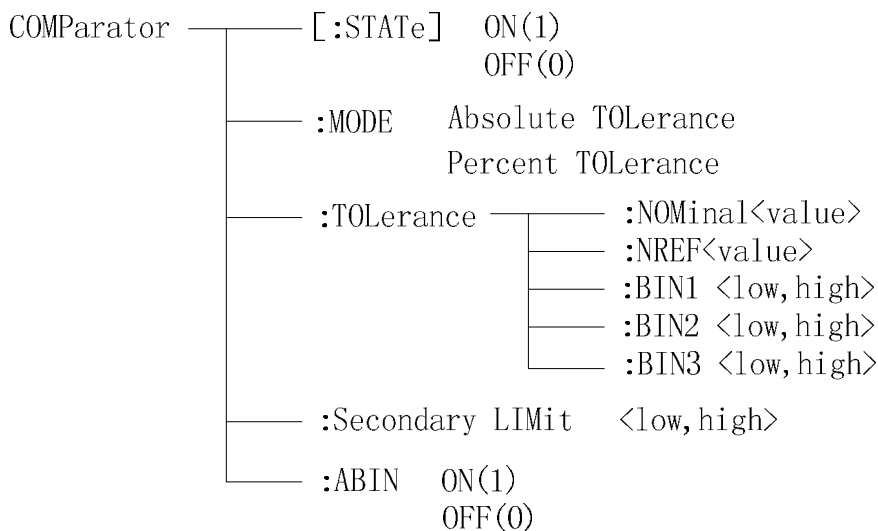 COMParator [:STATe] ON(1)
OFF(0)
:MODE Absolute TOLerance
Percent TOLerance
:TOLerance :NOMinal<value>
:NREF<value>
:BIN1 <low,high>
:BIN2 <low,high>
:BIN3 <low,high>
:Secondary LIMit <low,high>
:ABIN ON(1)
OFF(0)